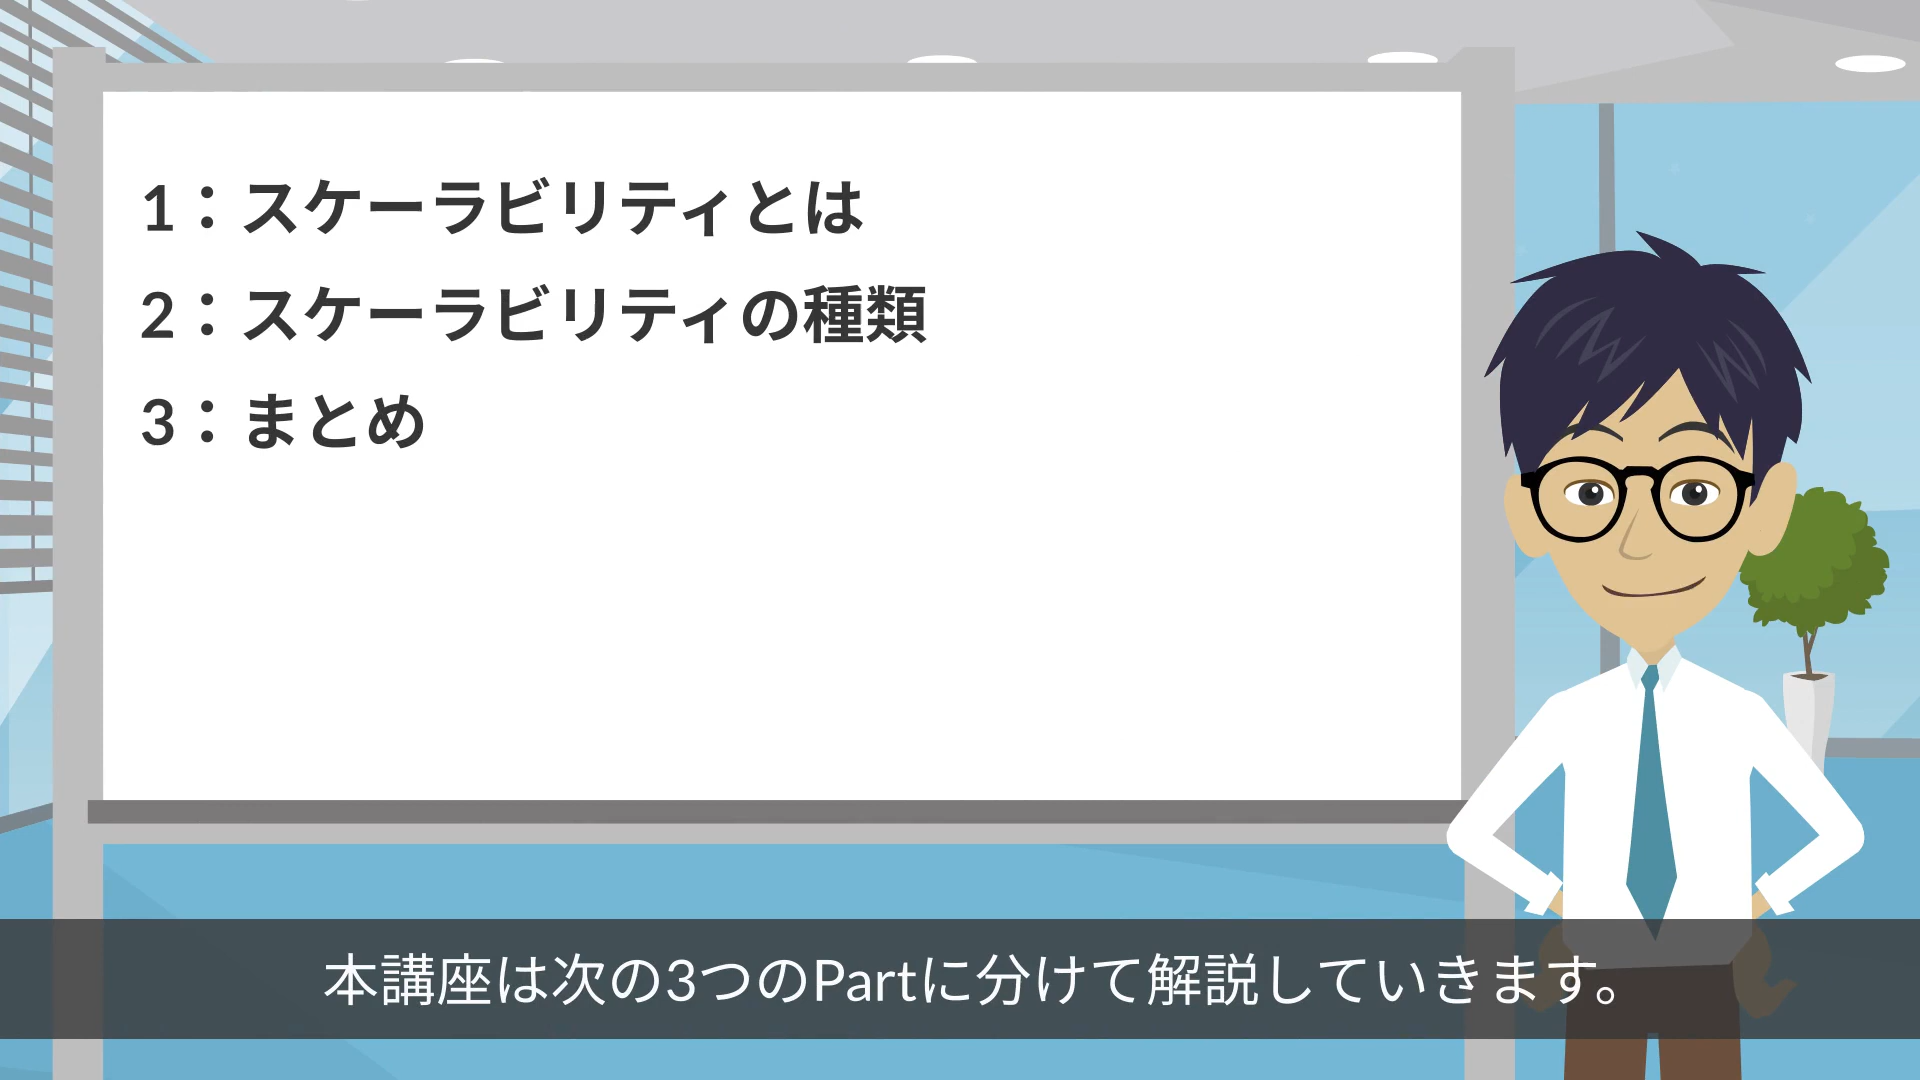 1：スケーラビリティとは
2：スケーラビリティの種類
3：まとめ
本講座は次の3つのPartに分けて解説していきます。